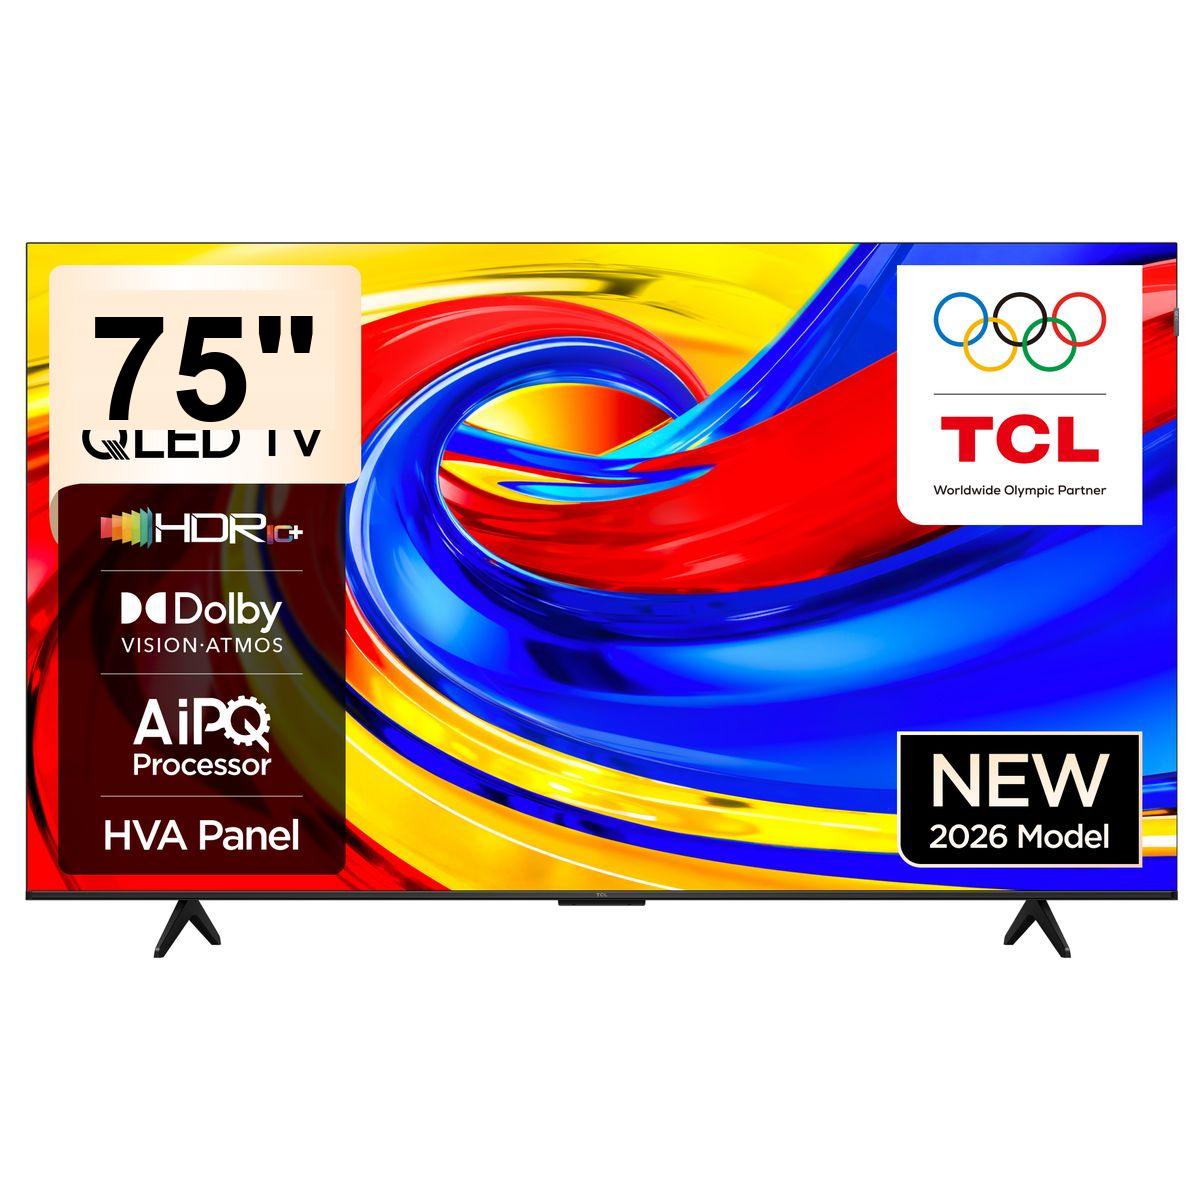 75"
QLED TV
HDR10+
Dolby
VISION·ATMOS
AiPQ
Processor
HVA Panel
TCL
Worldwide Olympic Partner
NEW
2026 Model
TCL